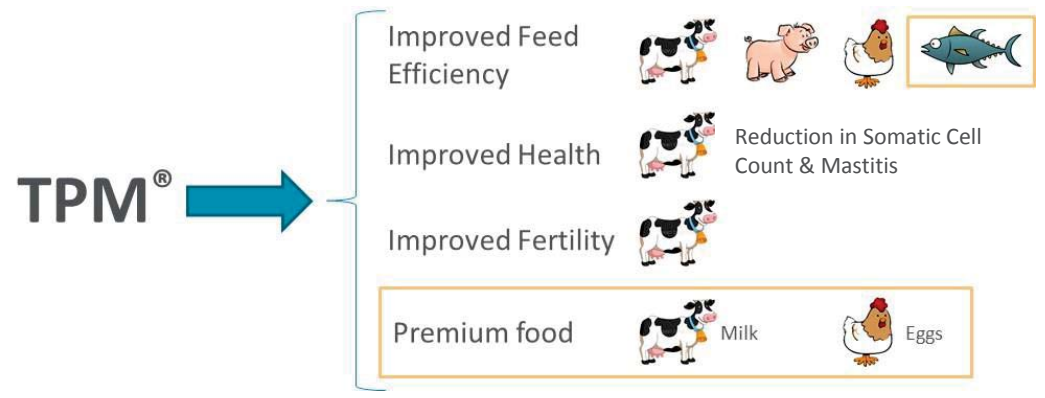 Improved Feed
Efficiency
Improved Health
Reduction in Somatic Cell
Count & Mastitis
TPM®
Improved Fertility
Premium food
Milk
Eggs